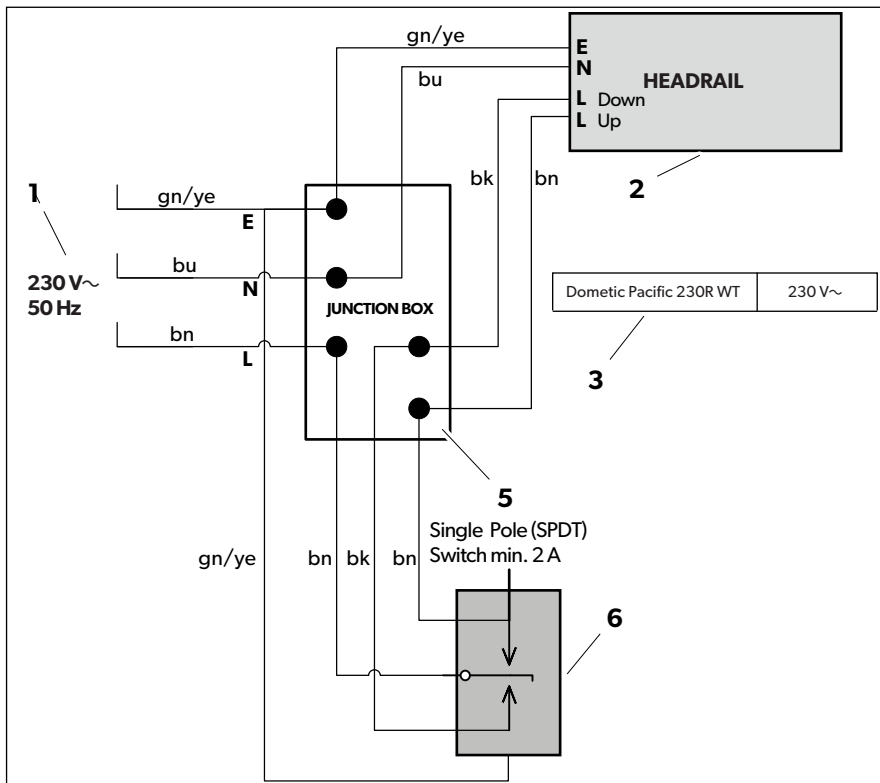 gn/ye
E
N
bu
HEADRAIL
L Down
L Up
bk
bn
2
1
gn/ye
E
230 V~
50 Hz
bu
N
JUNCTION BOX
bn
L
Dometic Pacific 230R WT 230 V~
3
5
Single Pole (SPDT)
Switch min. 2 A
gn/ye
bn
bk
bn
6